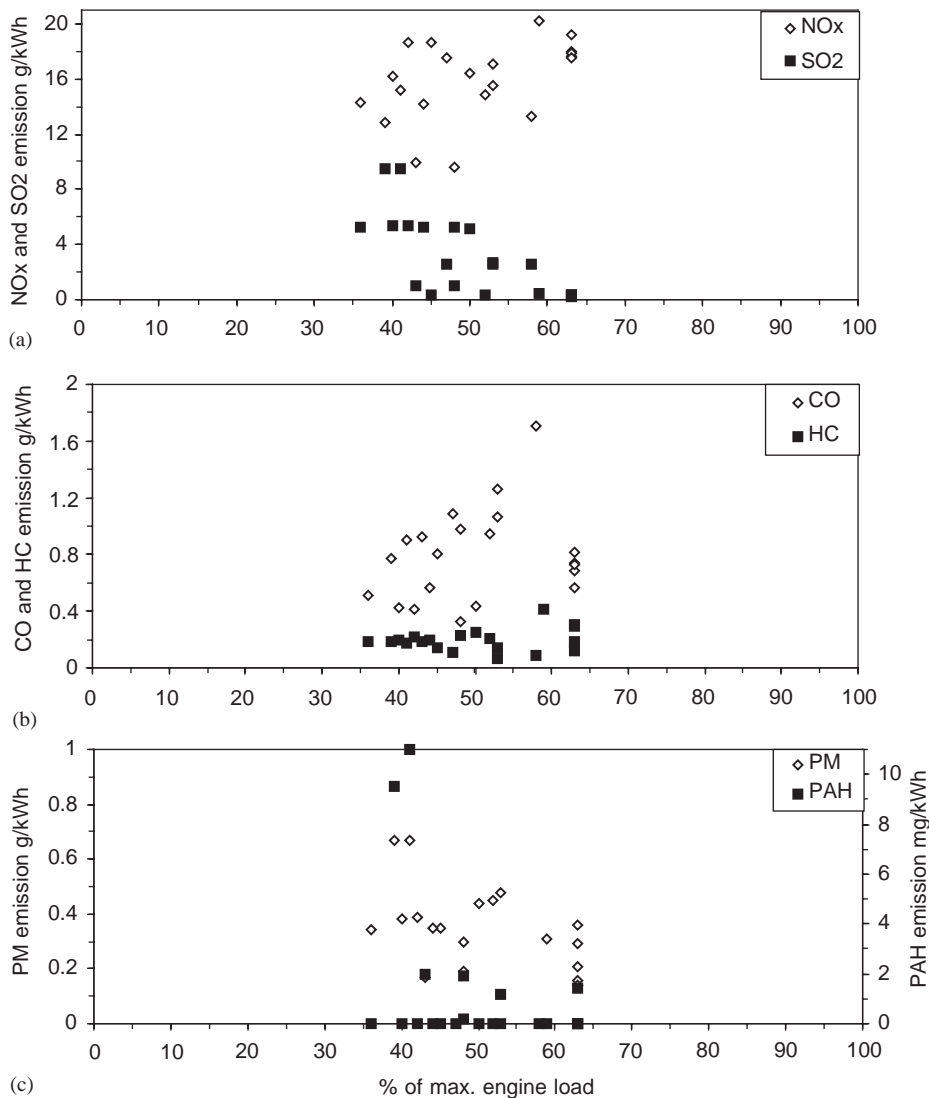 NOx and SO2 emission g/kWh
20
16
12
8
4
0
NOx
SO2
0 10 20 30 40 50 60 70 80 90 100
(a)
CO and HC emission g/kWh
2
1.6
1.2
0.8
0.4
0
CO
HC
0 10 20 30 40 50 60 70 80 90 100
(b)
PM emission g/kWh
1
0.8
0.6
0.4
0.2
0
PM
PAH
10
8
6
4
2
0
PAH emission mg/kWh
0 10 20 30 40 50 60 70 80 90 100
(c)
% of max. engine load